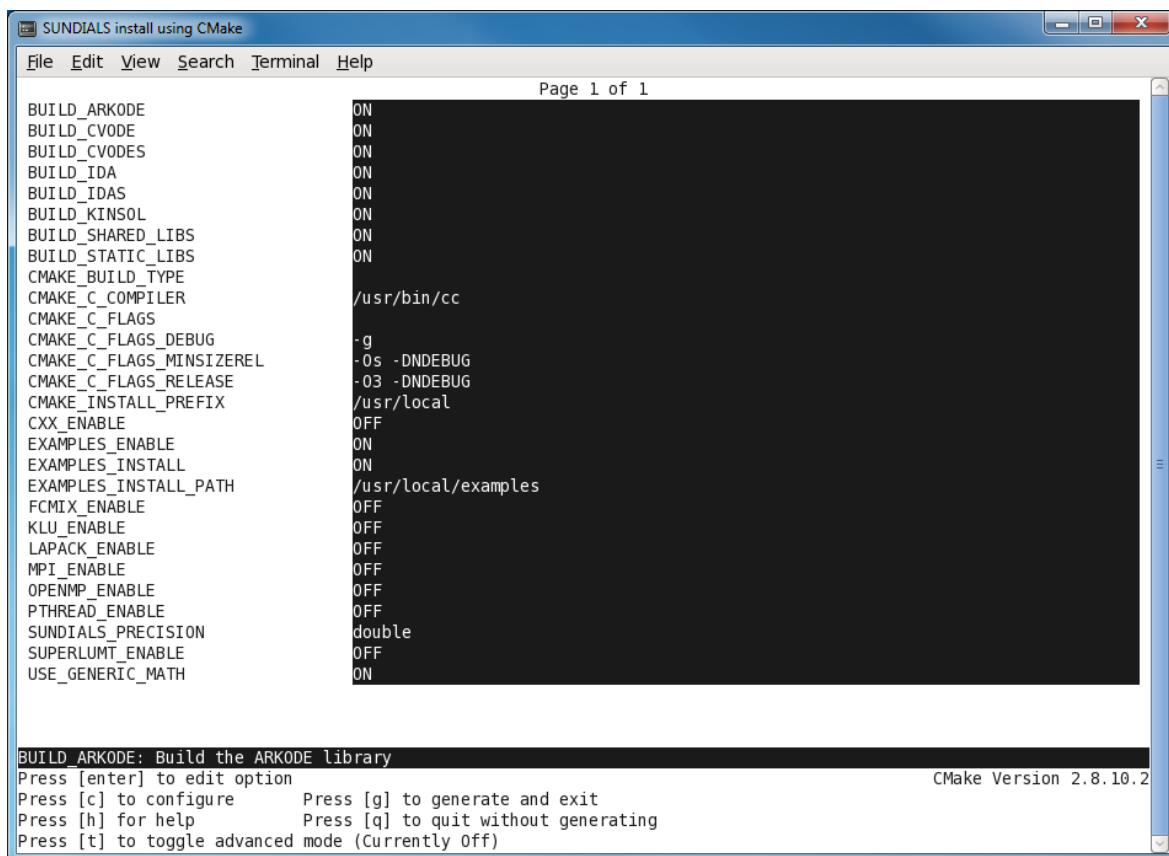 SUNDIALS install using CMake
File Edit View Search Terminal Help
Page 1 of 1
BUILD_ARKODE ON
BUILD_CVODE ON
BUILD_CVODES ON
BUILD_IDA ON
BUILD_IDAS ON
BUILD_KINSOL ON
BUILD_SHARED_LIBS ON
BUILD_STATIC_LIBS ON
CMAKE_BUILD_TYPE
CMAKE_C_COMPILER /usr/bin/cc
CMAKE_C_FLAGS
CMAKE_C_FLAGS_DEBUG -g
CMAKE_C_FLAGS_MINSIZEREL -Os -DNDEBUG
CMAKE_C_FLAGS_RELEASE -O3 -DNDEBUG
CMAKE_INSTALL_PREFIX /usr/local
CXX_ENABLE OFF
EXAMPLES_ENABLE ON
EXAMPLES_INSTALL ON
EXAMPLES_INSTALL_PATH /usr/local/examples
FCMIX_ENABLE OFF
KLU_ENABLE OFF
LAPACK_ENABLE OFF
MPI_ENABLE OFF
OPENMP_ENABLE OFF
PTHREAD_ENABLE OFF
SUNDIALS_PRECISION double
SUPERLUMT_ENABLE OFF
USE_GENERIC_MATH ON
BUILD_ARKODE: Build the ARKODE library
Press [enter] to edit option CMake Version 2.8.10.2
Press [c] to configure Press [g] to generate and exit
Press [h] for help Press [q] to quit without generating
Press [t] to toggle advanced mode (Currently Off)